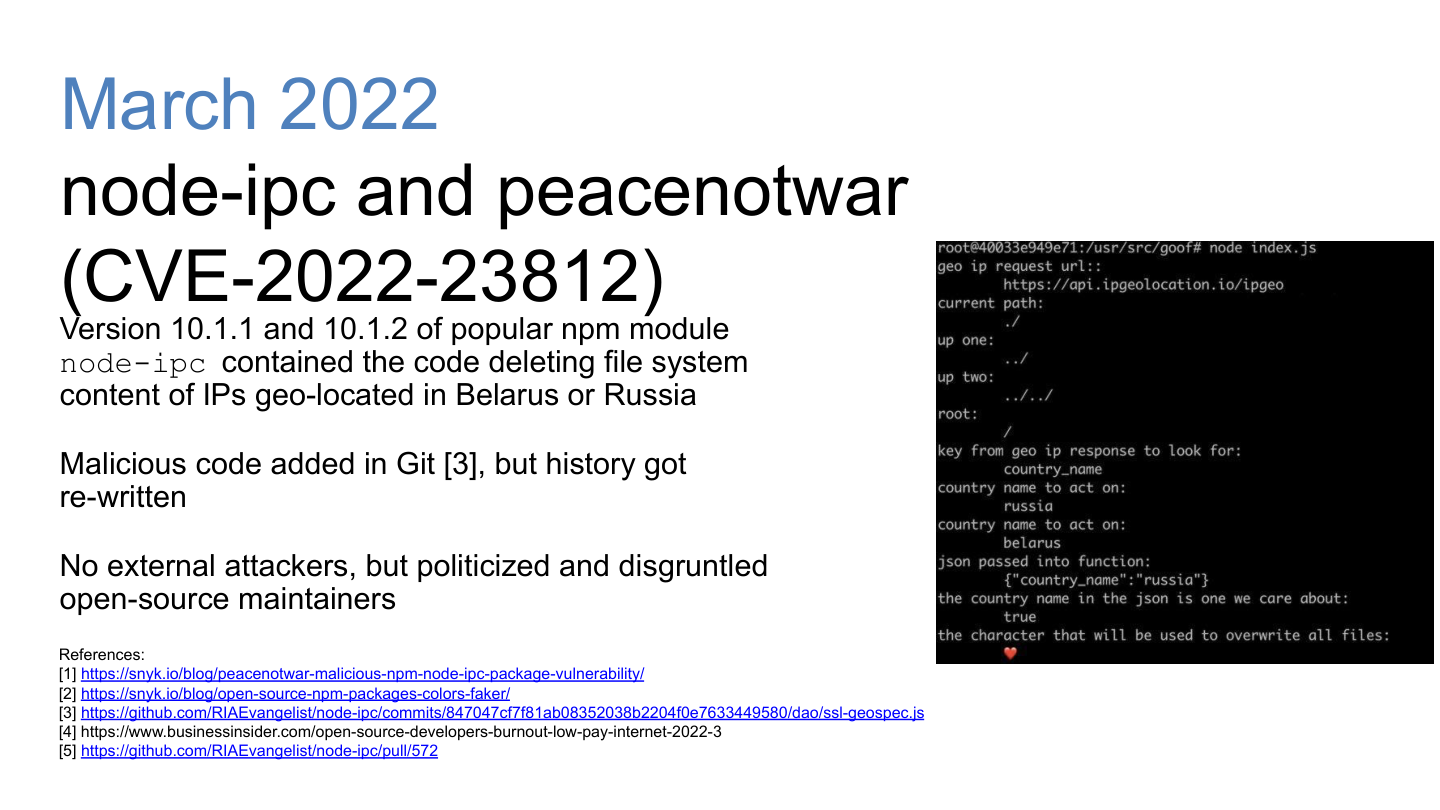 March 2022
node-ipc and peacenotwar
(CVE-2022-23812)
Version 10.1.1 and 10.1.2 of popular npm module
node-ipc contained the code deleting file system
content of IPs geo-located in Belarus or Russia
Malicious code added in Git [3], but history got
re-written
No external attackers, but politicized and disgruntled
open-source maintainers
References:
[1] https://snyk.io/blog/peacenotwar-malicious-npm-node-ipc-package-vulnerability/
[2] https://snyk.io/blog/open-source-npm-packages-colors-faker/
[3] https://github.com/RIAEvangelist/node-ipc/commits/847047cf7f81ab08352038b2204f0e7633449580/dao/ssl-geospec.js
[4] https://www.businessinsider.com/open-source-developers-burnout-low-pay-internet-2022-3
[5] https://github.com/RIAEvangelist/node-ipc/pull/572
root@40033e949e71:/usr/src/goof# node index.js
geo ip request url::
https://api.ipgeolocation.io/ipgeo
current path:
./
up one:
../
up two:
../../
root:
/
key from geo ip response to look for:
country_name
country name to act on:
russia
country name to act on:
belarus
json passed into function:
{"country_name":"russia"}
the country name in the json is one we care about:
true
the character that will be used to overwrite all files:
❤️